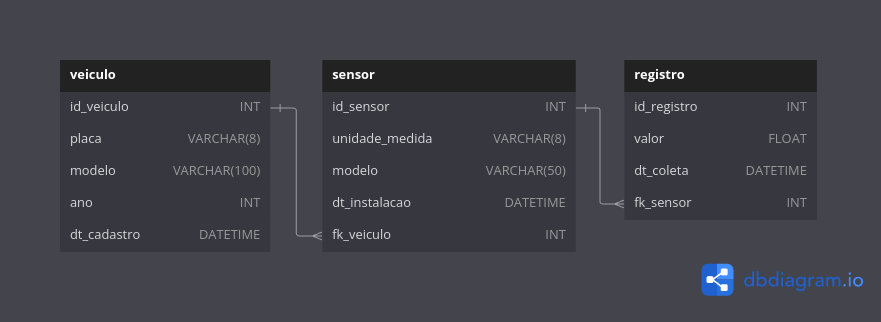 veiculo
id_veiculo INT
placa VARCHAR(8)
modelo VARCHAR(100)
ano INT
dt_cadastro DATETIME
sensor
id_sensor INT
unidade_medida VARCHAR(8)
modelo VARCHAR(50)
dt_instalacao DATETIME
fk_veiculo INT
registro
id_registro INT
valor FLOAT
dt_coleta DATETIME
fk_sensor INT
dbdiagram.io